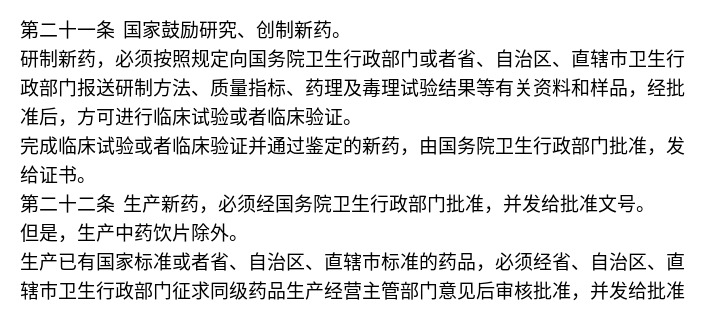 第二十一条 国家鼓励研究、创制新药。
研制新药，必须按照规定向国务院卫生行政部门或者省、自治区、直辖市卫生行
政部门报送研制方法、质量指标、药理及毒理试验结果等有关资料和样品，经批
准后，方可进行临床试验或者临床验证。
完成临床试验或者临床验证并通过鉴定的新药，由国务院卫生行政部门批准，发
给证书。
第二十二条 生产新药，必须经国务院卫生行政部门批准，并发给批准文号。
但是，生产中药饮片除外。
生产已有国家标准或者省、自治区、直辖市标准的药品，必须经省、自治区、直
辖市卫生行政部门征求同级药品生产经营主管部门意见后审核批准，并发给批准